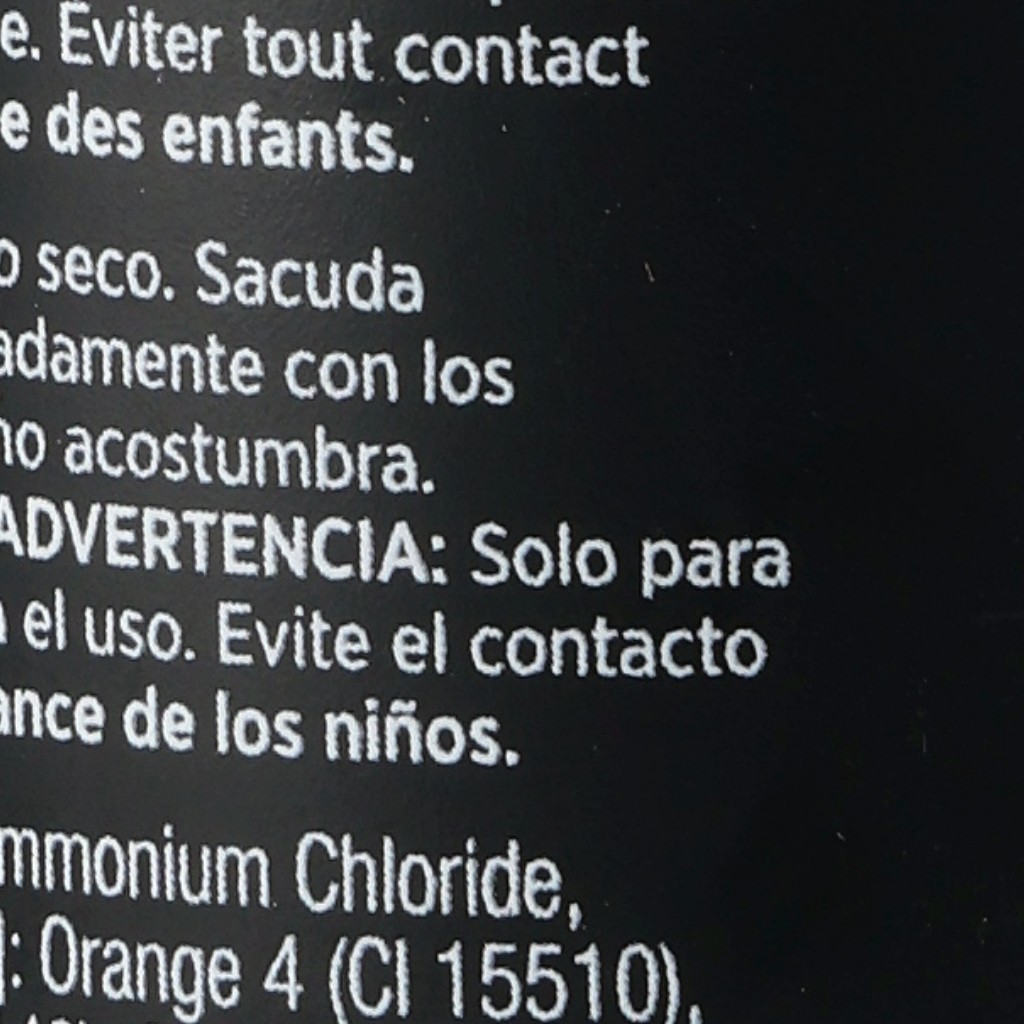 e. Eviter tout contact
e des enfants.
o seco. Sacuda
adamente con los
no acostumbra.
ADVERTENCIA: Solo para
el uso. Evite el contacto
ance de los niños.
mmonium Chloride,
]: Orange 4 (CI 15510),